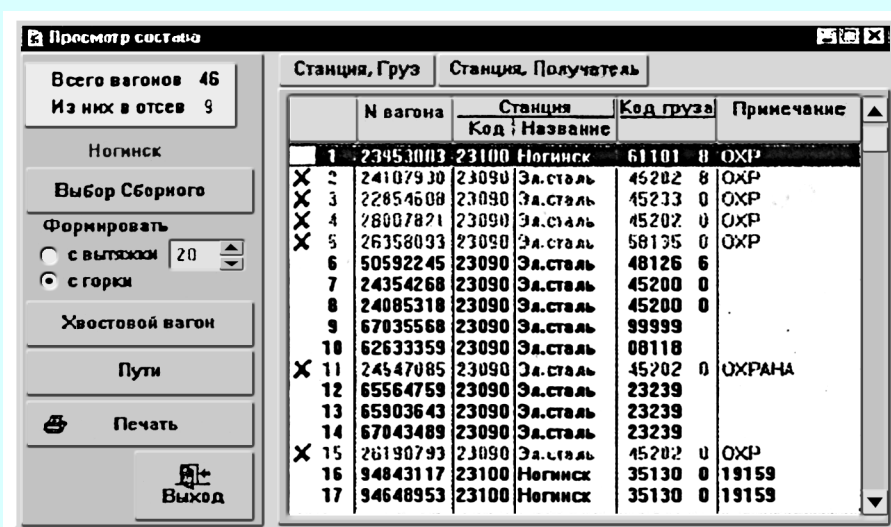 Просмотр состава
Всего вагонов 46
Из них в отсев 9
Ногинск
Выбор Сборного
Формировать
с вытяжки 20
с горки
Хвостовой вагон
Пути
Печать
Выход
Станция, Груз Станция, Получатель
N вагона Станция Код груза Примечание
Код Название
1 23953003 23100 Ногинск 61101 8 ОХР
X 2 24107930 23090 Эл.сталь 45202 8 ОХР
X 3 22854608 23090 Эл.сталь 45233 0 ОХР
X 4 28007821 23090 Эл.сталь 45202 0 ОХР
X 5 26358093 23090 Эл.сталь 58135 0 ОХР
6 50592245 23090 Эл.сталь 48126 6
7 24354268 23090 Эл.сталь 45200 0
8 24085318 23090 Эл.сталь 45200 0
9 67035568 23090 Эл.сталь 99999
10 62633359 23090 Эл.сталь 08118
X 11 24547085 23090 Эл.сталь 45202 0 ОХРАНА
12 65564759 23090 Эл.сталь 23239
13 65903643 23090 Эл.сталь 23239
14 67043489 23090 Эл.сталь 23239
X 15 26190793 23090 Эл.сталь 45202 0 ОХР
16 94843117 23100 Ногинск 35130 0 19159
17 94648953 23100 Ногинск 35130 0 19159